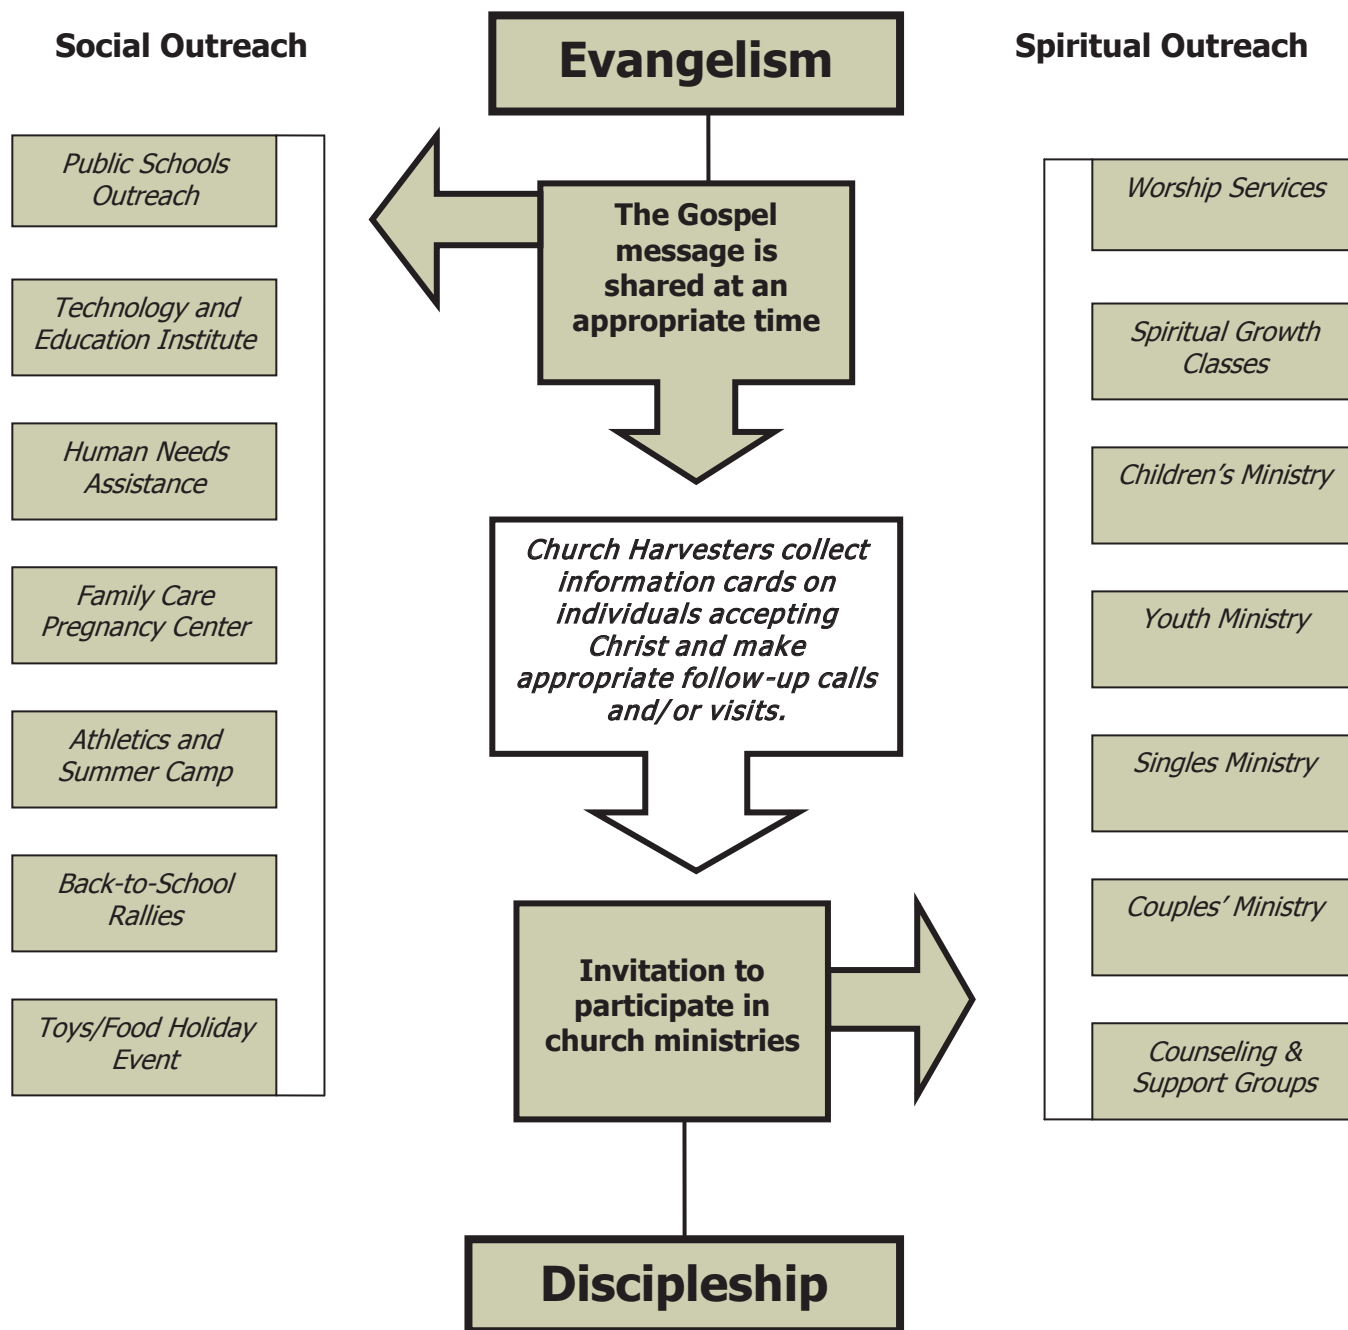 Social Outreach
Evangelism
Spiritual Outreach
Public Schools
Outreach
Technology and
Education Institute
Human Needs
Assistance
Family Care
Pregnancy Center
Athletics and
Summer Camp
Back-to-School
Rallies
Toys/Food Holiday
Event
The Gospel
message is
shared at an
appropriate time
Church Harvesters collect
information cards on
individuals accepting
Christ and make
appropriate follow-up calls
and/or visits.
Invitation to
participate in
church ministries
Discipleship
Worship Services
Spiritual Growth
Classes
Children’s Ministry
Youth Ministry
Singles Ministry
Couples’ Ministry
Counseling &
Support Groups